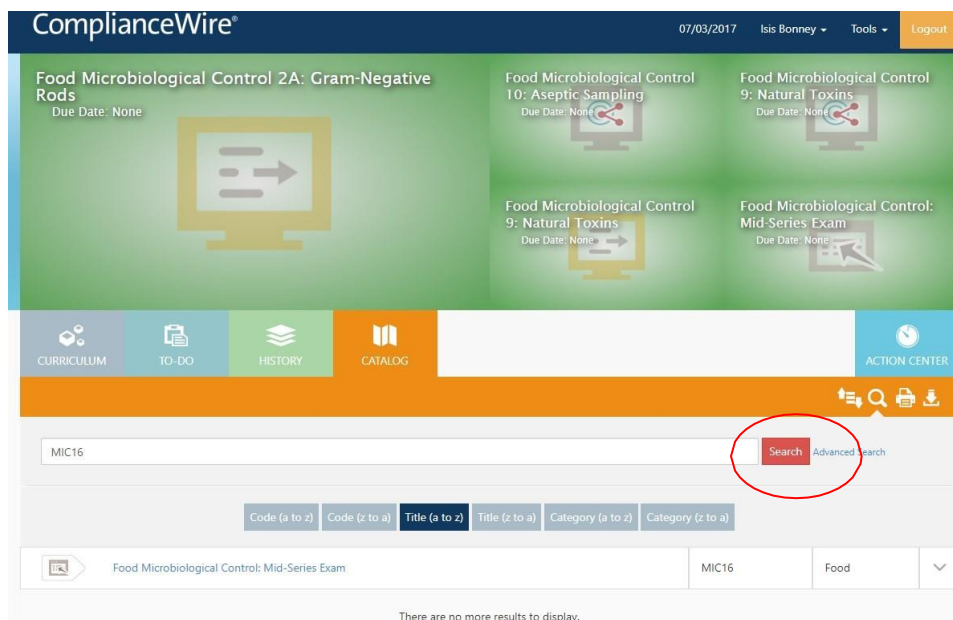 ComplianceWire®
07/03/2017 Isis Bonney Tools Logout
Food Microbiological Control 2A: Gram-Negative
Rods
Due Date: None
Food Microbiological Control
10: Aseptic Sampling
Due Date: None
Food Microbiological Control
9: Natural Toxins
Due Date: None
Food Microbiological Control
9: Natural Toxins
Due Date: None
Food Microbiological Control:
Mid-Series Exam
Due Date: None
CURRICULUM TO-DO HISTORY CATALOG ACTION CENTER
MIC16 Search Advanced Search
Code (a to z) Code (z to a) Title (a to z) Title (z to a) Category (a to z) Category (z to a)
Food Microbiological Control: Mid-Series Exam MIC16 Food
There are no more results to display.